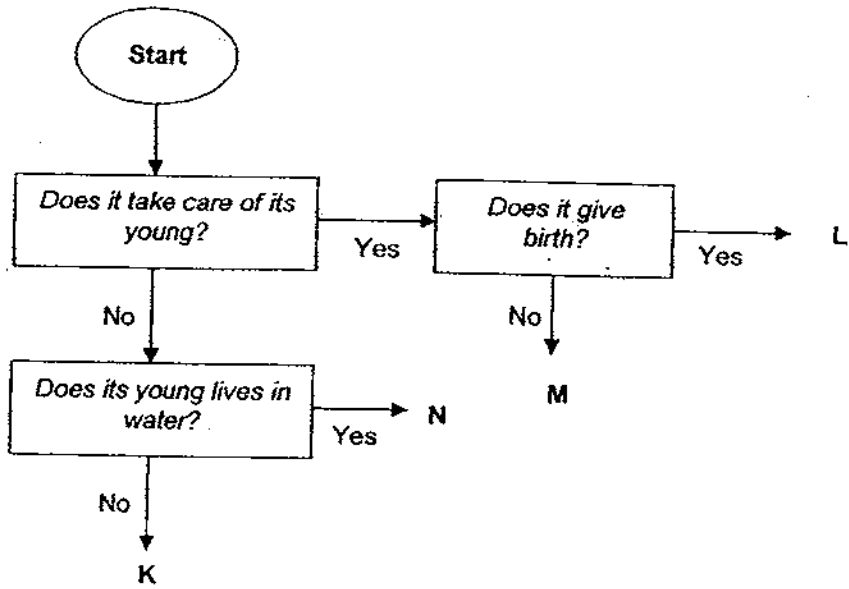 Start
Does it take care of its
young?
Yes
Does it give
birth?
Yes
L
No
No
M
Does its young lives in
water?
Yes
N
No
K